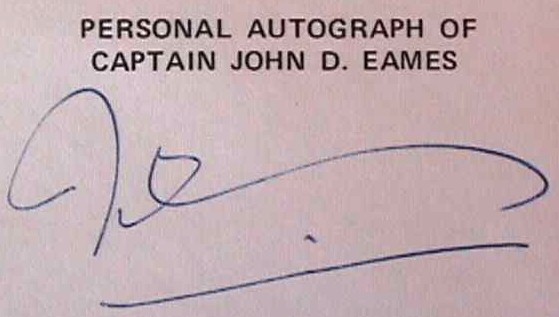 PERSONAL AUTOGRAPH OF
CAPTAIN JOHN D. EAMES